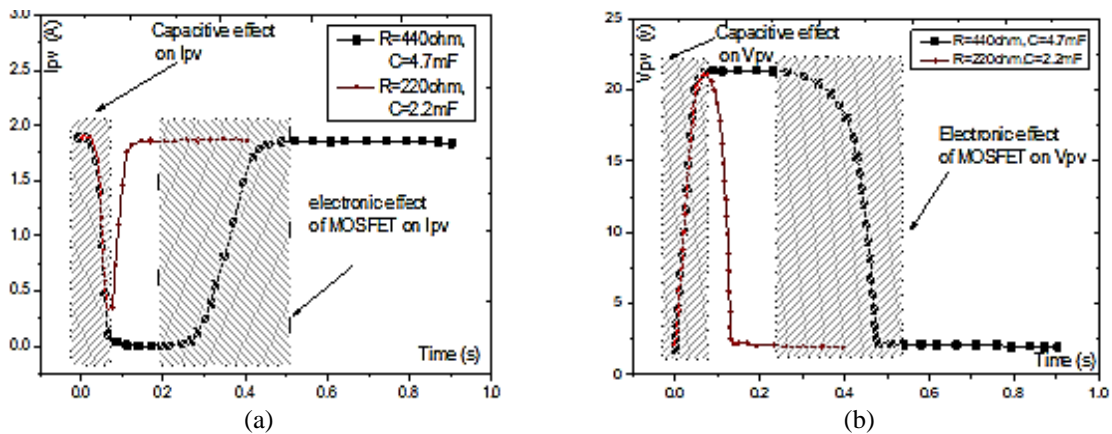 3.0
2.5
2.0
1.5
1.0
0.5
0.0
Ipv (A)
Capacitive effect
on Ipv
R=440ohm,
C=4.7mF
R=220ohm,
C=2.2mF
electronic effect
of MOSFET on Ipv
Time (s)
0.0 0.2 0.4 0.6 0.8 1.0
(a)
25
20
15
10
5
0
Vpv (v)
Capacitive effect
on Vpv
R=440ohm, C=4.7mF
R=220ohm,C=2.2mF
Electronic effect
of MOSFET on Vpv
Time (s)
0.0 0.2 0.4 0.6 0.8 1.0
(b)